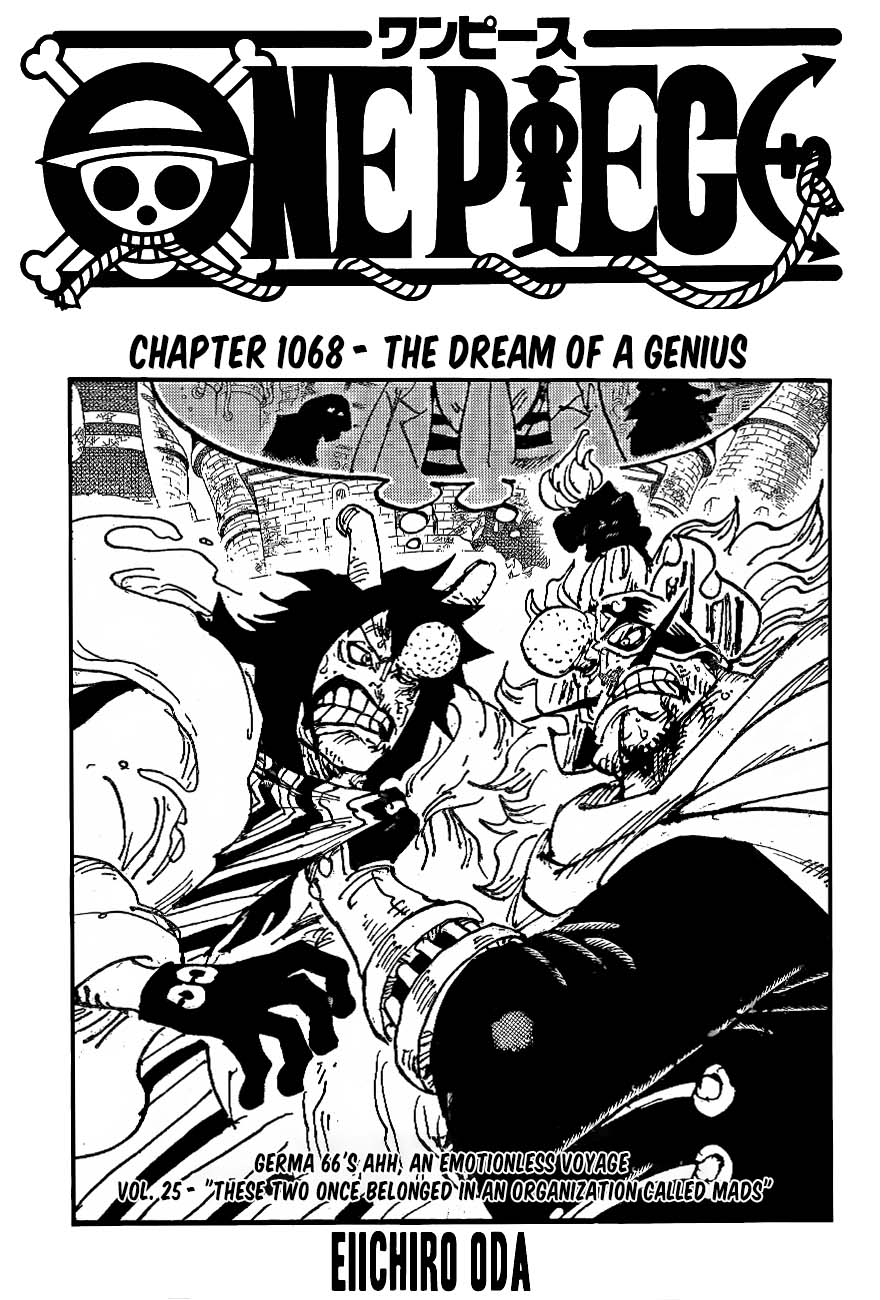 ワンピース
ONE PIECE
CHAPTER 1068 - THE DREAM OF A GENIUS
CC
GERMA 66'S AHH, AN EMOTIONLESS VOYAGE
VOL. 25 - "THESE TWO ONCE BELONGED IN AN ORGANIZATION CALLED MADS"
EIICHIRO ODA